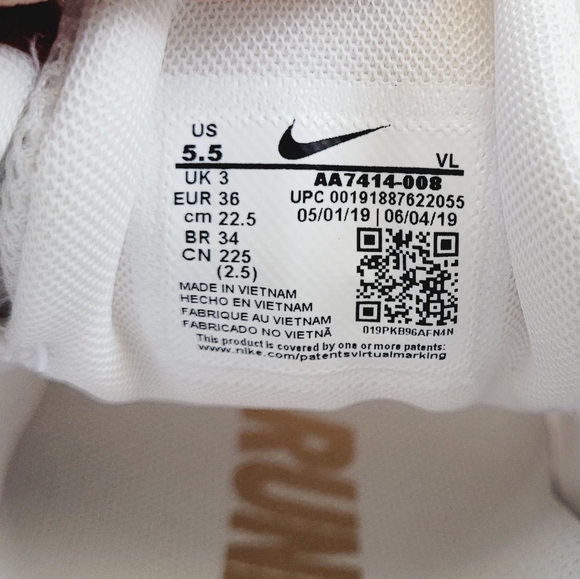 US
5.5
VL
UK 3
EUR 36
cm 22.5
BR 34
CN 225
(2.5)
AA7414-008
UPC 00191887622055
05/01/19 | 06/04/19
MADE IN VIETNAM
HECHO EN VIETNAM
FABRIQUE AU VIETNAM
FABRICADO NO VIETNÃ
019PKB96AFN4N
This product is covered by one or more patents:
www.nike.com/patentsvirtualmarking
RUN